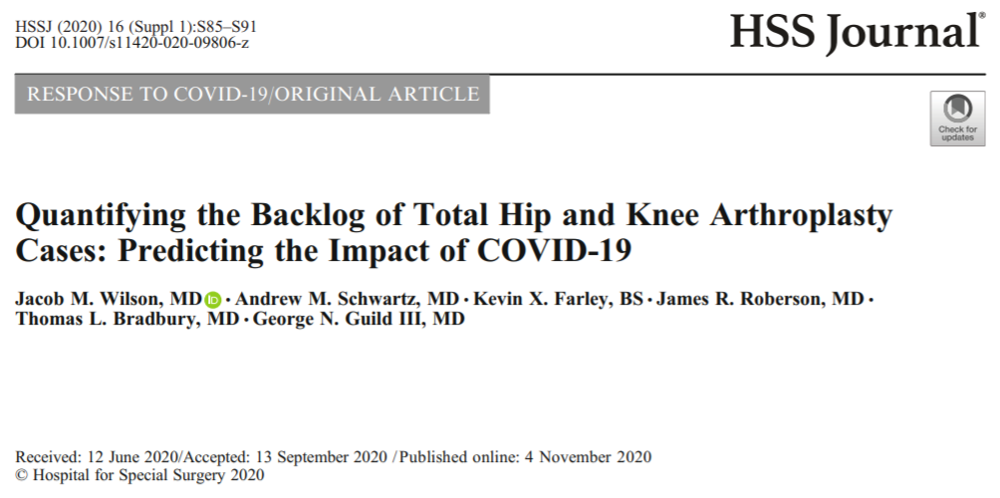 HSSJ (2020) 16 (Suppl 1):S85–S91
DOI 10.1007/s11420-020-09806-z
HSS Journal®
RESPONSE TO COVID-19/ORIGINAL ARTICLE
Check for
updates
Quantifying the Backlog of Total Hip and Knee Arthroplasty
Cases: Predicting the Impact of COVID-19
Jacob M. Wilson, MD iD · Andrew M. Schwartz, MD · Kevin X. Farley, BS · James R. Roberson, MD ·
Thomas L. Bradbury, MD · George N. Guild III, MD
Received: 12 June 2020/Accepted: 13 September 2020 /Published online: 4 November 2020
© Hospital for Special Surgery 2020